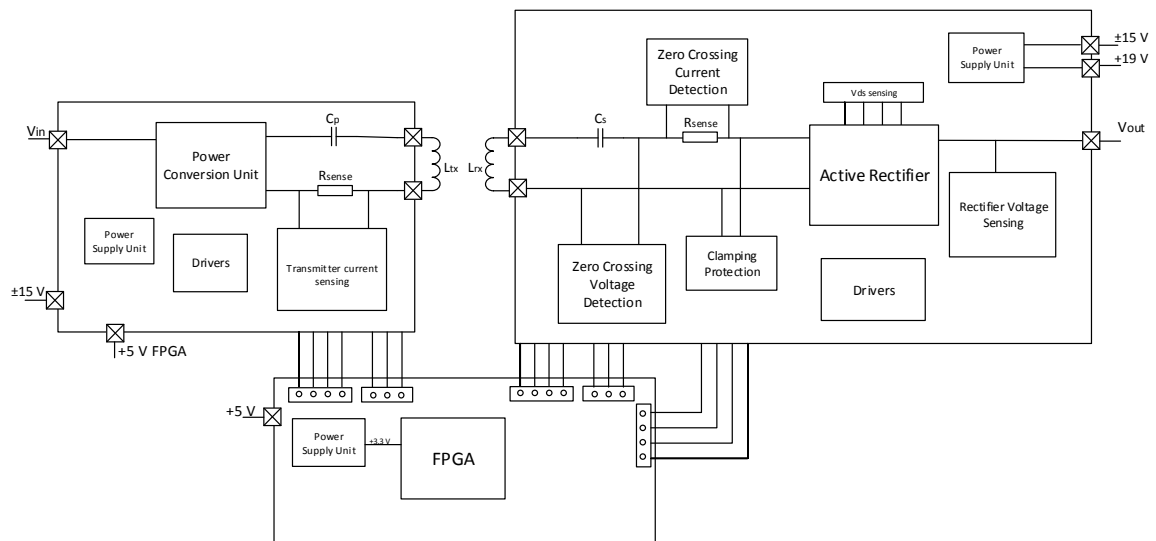 Vin
Power
Conversion Unit
Cp
Rsense
Power
Supply Unit
Drivers
Transmitter current
sensing
±15 V
+5 V FPGA
Ltx
Lrx
Zero Crossing
Current
Detection
Cs
Rsense
Vds sensing
Active Rectifier
Power
Supply Unit
±15 V
+19 V
Vout
Rectifier Voltage
Sensing
Zero Crossing
Voltage
Detection
Clamping
Protection
Drivers
+5 V
Power
Supply Unit
+3.3 V
FPGA